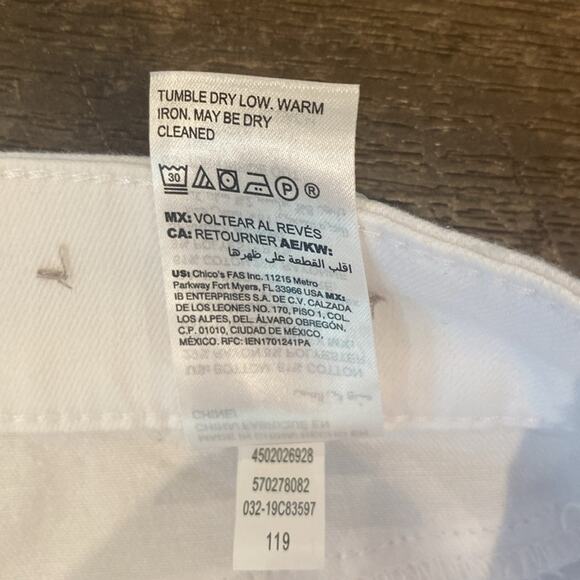 TUMBLE DRY LOW. WARM
IRON. MAY BE DRY
CLEANED
30 P ®
MX: VOLTEAR AL REVÉS
CA: RETOURNER AE/KW:
اقلب القطعة على ظهرها
US: Chico's FAS Inc. 11215 Metro
Parkway Fort Myers, FL 33966 USA MX:
IB ENTERPRISES S.A. DE C.V. CALZADA
DE LOS LEONES NO. 170, PISO 1, COL.
LOS ALPES, DEL. ÁLVARO OBREGÓN,
C.P. 01010, CIUDAD DE MÉXICO,
MÉXICO. RFC: IEN1701241PA
4502026928
570278082
032-19C83597
119